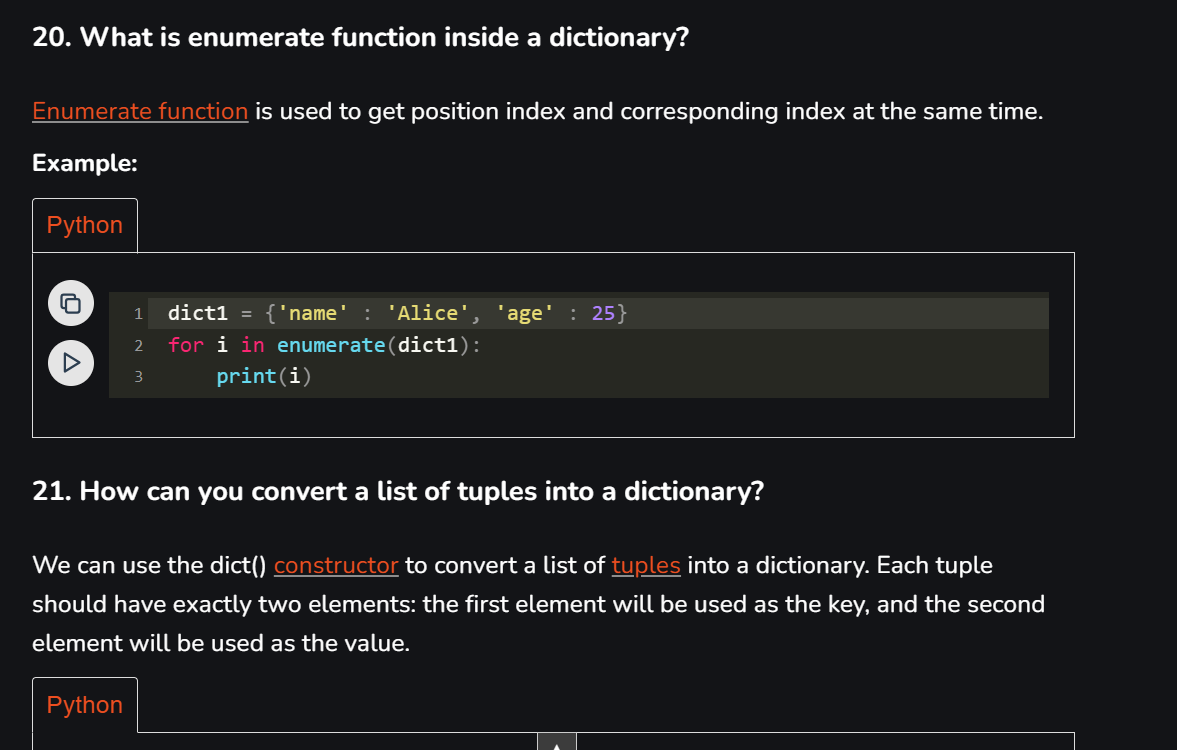 20. What is enumerate function inside a dictionary?
Enumerate function is used to get position index and corresponding index at the same time.
Example:
Python
1 dict1 = {'name' : 'Alice', 'age' : 25}
2 for i in enumerate(dict1):
3     print(i)
21. How can you convert a list of tuples into a dictionary?
We can use the dict() constructor to convert a list of tuples into a dictionary. Each tuple
should have exactly two elements: the first element will be used as the key, and the second
element will be used as the value.
Python